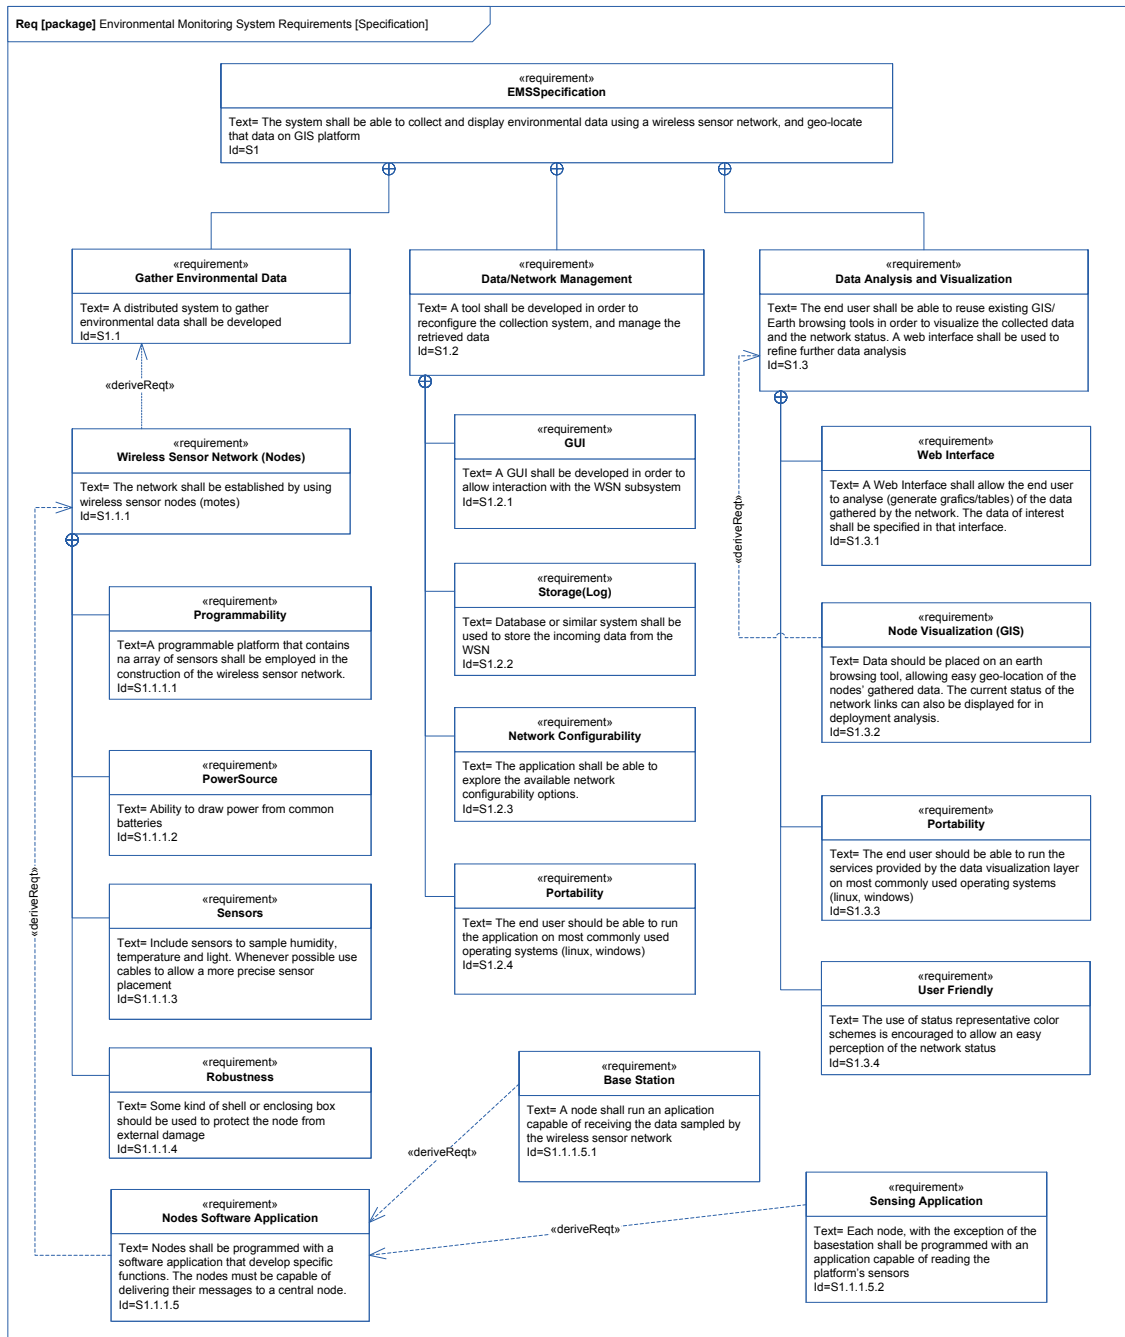 Req [package] Environmental Monitoring System Requirements [Specification]
«requirement»
EMSSpecification
Text= The system shall be able to collect and display environmental data using a wireless sensor network, and geo-locate
that data on GIS platform
Id=S1
«requirement»
Gather Environmental Data
Text= A distributed system to gather
environmental data shall be developed
Id=S1.1
«requirement»
Data/Network Management
Text= A tool shall be developed in order to
reconfigure the collection system, and manage the
retrieved data
Id=S1.2
«requirement»
Data Analysis and Visualization
Text= The end user shall be able to reuse existing GIS/
Earth browsing tools in order to visualize the collected data
and the network status. A web interface shall be used to
refine further data analysis
Id=S1.3
«deriveReqt»
«requirement»
Wireless Sensor Network (Nodes)
Text= The network shall be established by using
wireless sensor nodes (motes)
Id=S1.1.1
«requirement»
GUI
Text= A GUI shall be developed in order to
allow interaction with the WSN subsystem
Id=S1.2.1
«deriveReqt»
«requirement»
Web Interface
Text= A Web Interface shall allow the end user
to analyse (generate grafics/tables) of the data
gathered by the network. The data of interest
shall be specified in that interface.
Id=S1.3.1
«requirement»
Programmability
Text=A programmable platform that contains
na array of sensors shall be employed in the
construction of the wireless sensor network.
Id=S1.1.1.1
«requirement»
Storage(Log)
Text= Database or similar system shall be
used to store the incoming data from the
WSN
Id=S1.2.2
«requirement»
Node Visualization (GIS)
Text= Data should be placed on an earth
browsing tool, allowing easy geo-location of the
nodes' gathered data. The current status of the
network links can also be displayed for in
deployment analysis.
Id=S1.3.2
«requirement»
PowerSource
Text= Ability to draw power from common
batteries
Id=S1.1.1.2
«requirement»
Network Configurability
Text= The application shall be able to
explore the available network
configurability options.
Id=S1.2.3
«requirement»
Portability
Text= The end user should be able to run the
services provided by the data visualization layer
on most commonly used operating systems
(linux, windows)
Id=S1.3.3
«deriveReqt»
«requirement»
Sensors
Text= Include sensors to sample humidity,
temperature and light. Whenever possible use
cables to allow a more precise sensor
placement
Id=S1.1.1.3
«requirement»
Portability
Text= The end user should be able to run
the application on most commonly used
operating systems (linux, windows)
Id=S1.2.4
«requirement»
User Friendly
Text= The use of status representative color
schemes is encouraged to allow an easy
perception of the network status
Id=S1.3.4
«requirement»
Robustness
Text= Some kind of shell or enclosing box
should be used to protect the node from
external damage
Id=S1.1.1.4
«requirement»
Base Station
Text= A node shall run an aplication
capable of receiving the data sampled by
the wireless sensor network
Id=S1.1.1.5.1
«deriveReqt»
«requirement»
Nodes Software Application
Text= Nodes shall be programmed with a
software application that develop specific
functions. The nodes must be capable of
delivering their messages to a central node.
Id=S1.1.1.5
«deriveReqt»
«requirement»
Sensing Application
Text= Each node, with the exception of the
basestation shall be programmed with an
application capable of reading the
platform's sensors
Id=S1.1.1.5.2